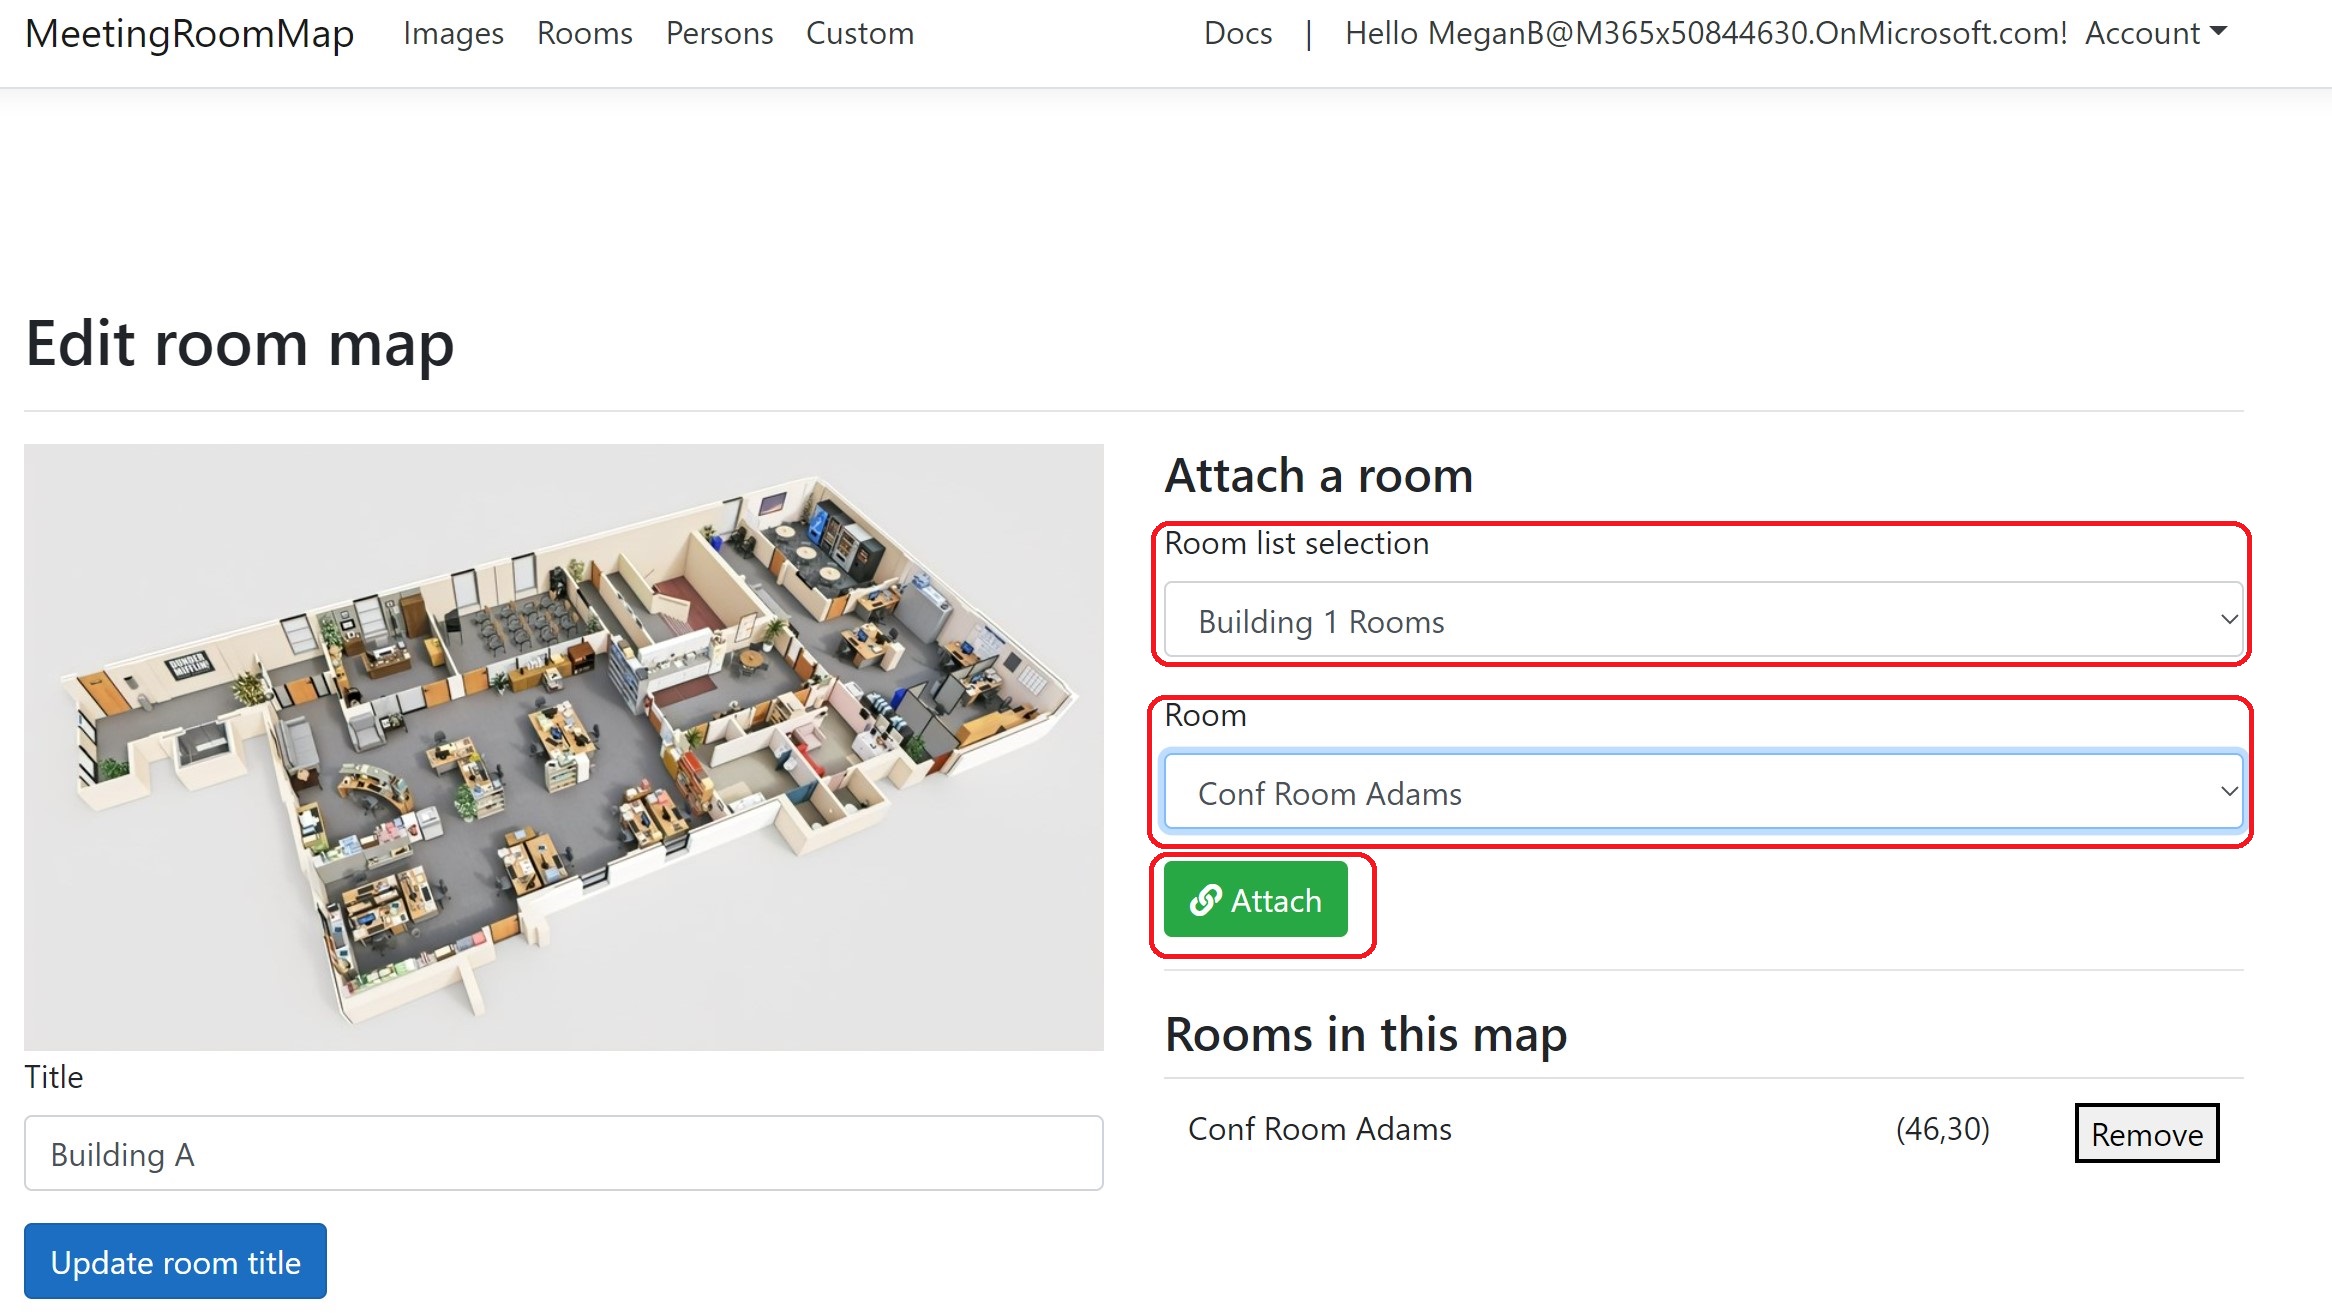 MeetingRoomMap Images Rooms Persons Custom Docs | Hello MeganB@M365x50844630.OnMicrosoft.com! Account
Edit room map
DUNDER
MIFFLIN
Title
Building A
Update room title
Attach a room
Room list selection
Building 1 Rooms
Room
Conf Room Adams
Attach
Rooms in this map
Conf Room Adams (46,30) Remove